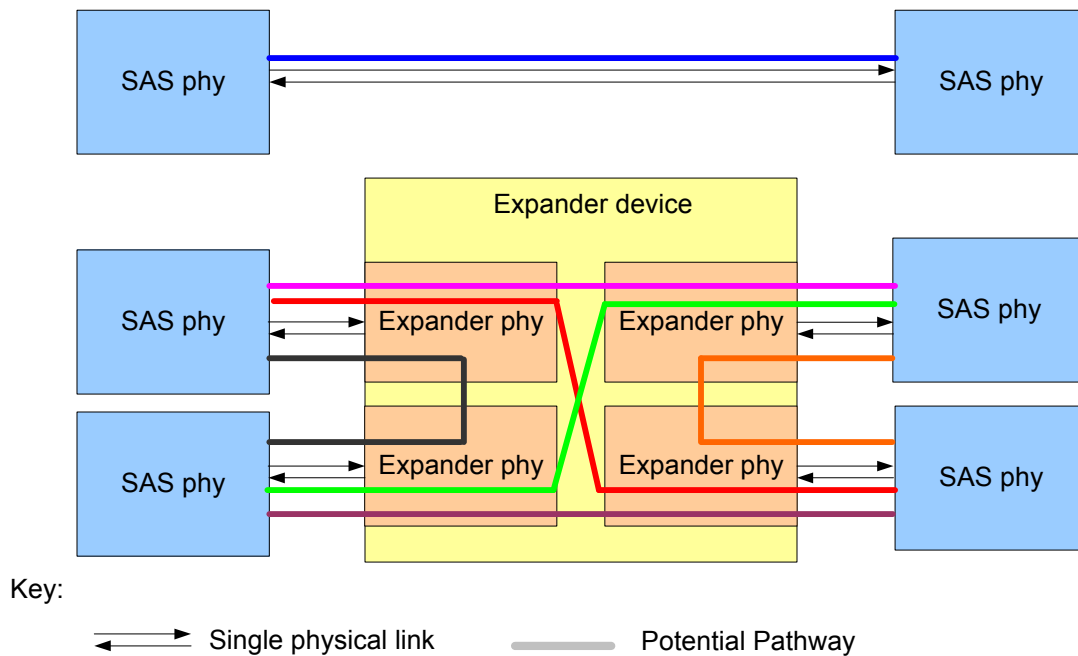 SAS phy
SAS phy
Expander device
SAS phy
Expander phy
Expander phy
SAS phy
SAS phy
Expander phy
Expander phy
SAS phy
Key:
Single physical link
Potential Pathway